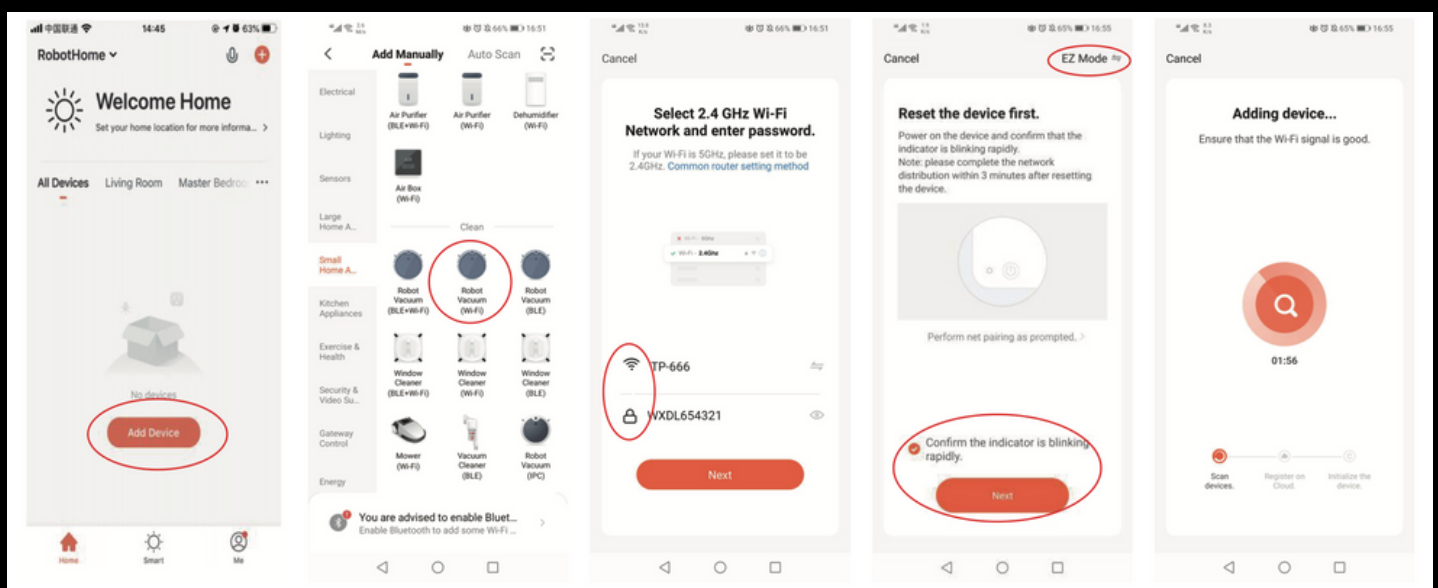 中国联通
14:45
63%
RobotHome
Welcome Home
Set your home location for more informa...
All Devices
Living Room
Master Bedroo
No devices
Add Device
Home
Smart
Me
16:51
66%
Add Manually
Auto Scan
Electrical
Lighting
Sensors
Large
Home A...
Small
Home A...
Kitchen
Appliances
Exercise &
Health
Security &
Video Su...
Gateway
Control
Energy
Air Purifier
(BLE+Wi-Fi)
Air Purifier
(Wi-Fi)
Dehumidifier
(Wi-Fi)
Air Box
(Wi-Fi)
Clean
Robot
Vacuum
(BLE+Wi-Fi)
Robot
Vacuum
(Wi-Fi)
Robot
Vacuum
(BLE)
Window
Cleaner
(BLE+Wi-Fi)
Window
Cleaner
(Wi-Fi)
Window
Cleaner
(BLE)
Mower
(Wi-Fi)
Vacuum
Cleaner
(BLE)
Robot
Vacuum
(IPC)
You are advised to enable Bluet...
Enable Bluetooth to add some Wi-Fi ...
66%
16:51
Cancel
Select 2.4 GHz Wi-Fi
Network and enter password.
If your Wi-Fi is 5GHz, please set it to be
2.4GHz. Common router setting method
Wi-Fi - 5Ghz
Wi-Fi - 2.4Ghz
TP-666
WXDL654321
Next
65%
16:55
Cancel
EZ Mode
Reset the device first.
Power on the device and confirm that the
indicator is blinking rapidly.
Note: please complete the network
distribution within 3 minutes after resetting
the device.
Perform net pairing as prompted. >
Confirm the indicator is blinking
rapidly.
Next
65%
16:55
Cancel
Adding device...
Ensure that the Wi-Fi signal is good.
01:56
Scan
devices.
Register on
Cloud.
Initialize the
device.